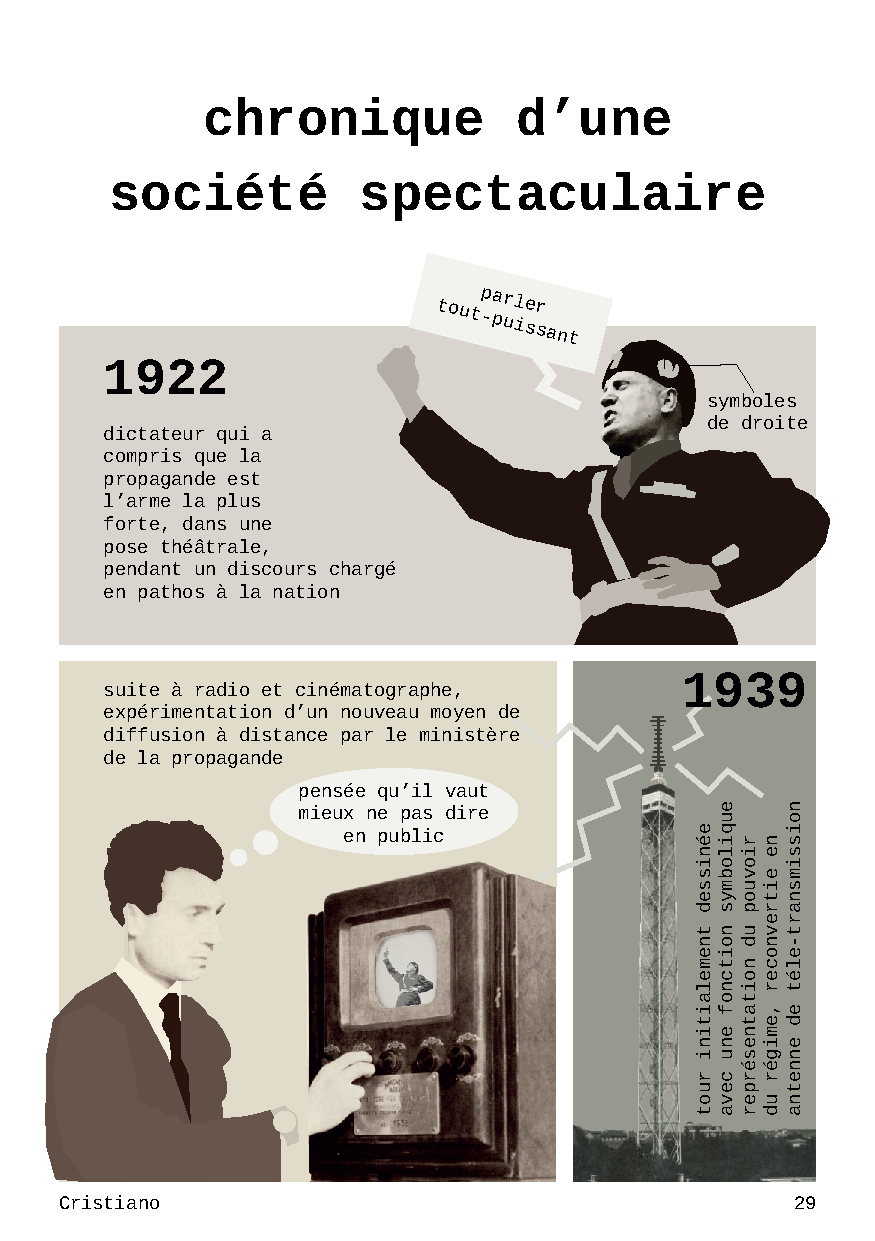 chronique d’une
société spectaculaire
parler
tout-puissant
1922
symboles
de droite
dictateur qui a
compris que la
propagande est
l’arme la plus
forte, dans une
pose théâtrale,
pendant un discours chargé
en pathos à la nation
suite à radio et cinématographe,
expérimentation d’un nouveau moyen de
diffusion à distance par le ministère
de la propagande
pensée qu’il vaut
mieux ne pas dire
en public
1939
tour initialement dessinée
avec une fonction symbolique
représentation du pouvoir
du régime, reconvertie en
antenne de téle-transmission
Cristiano
29